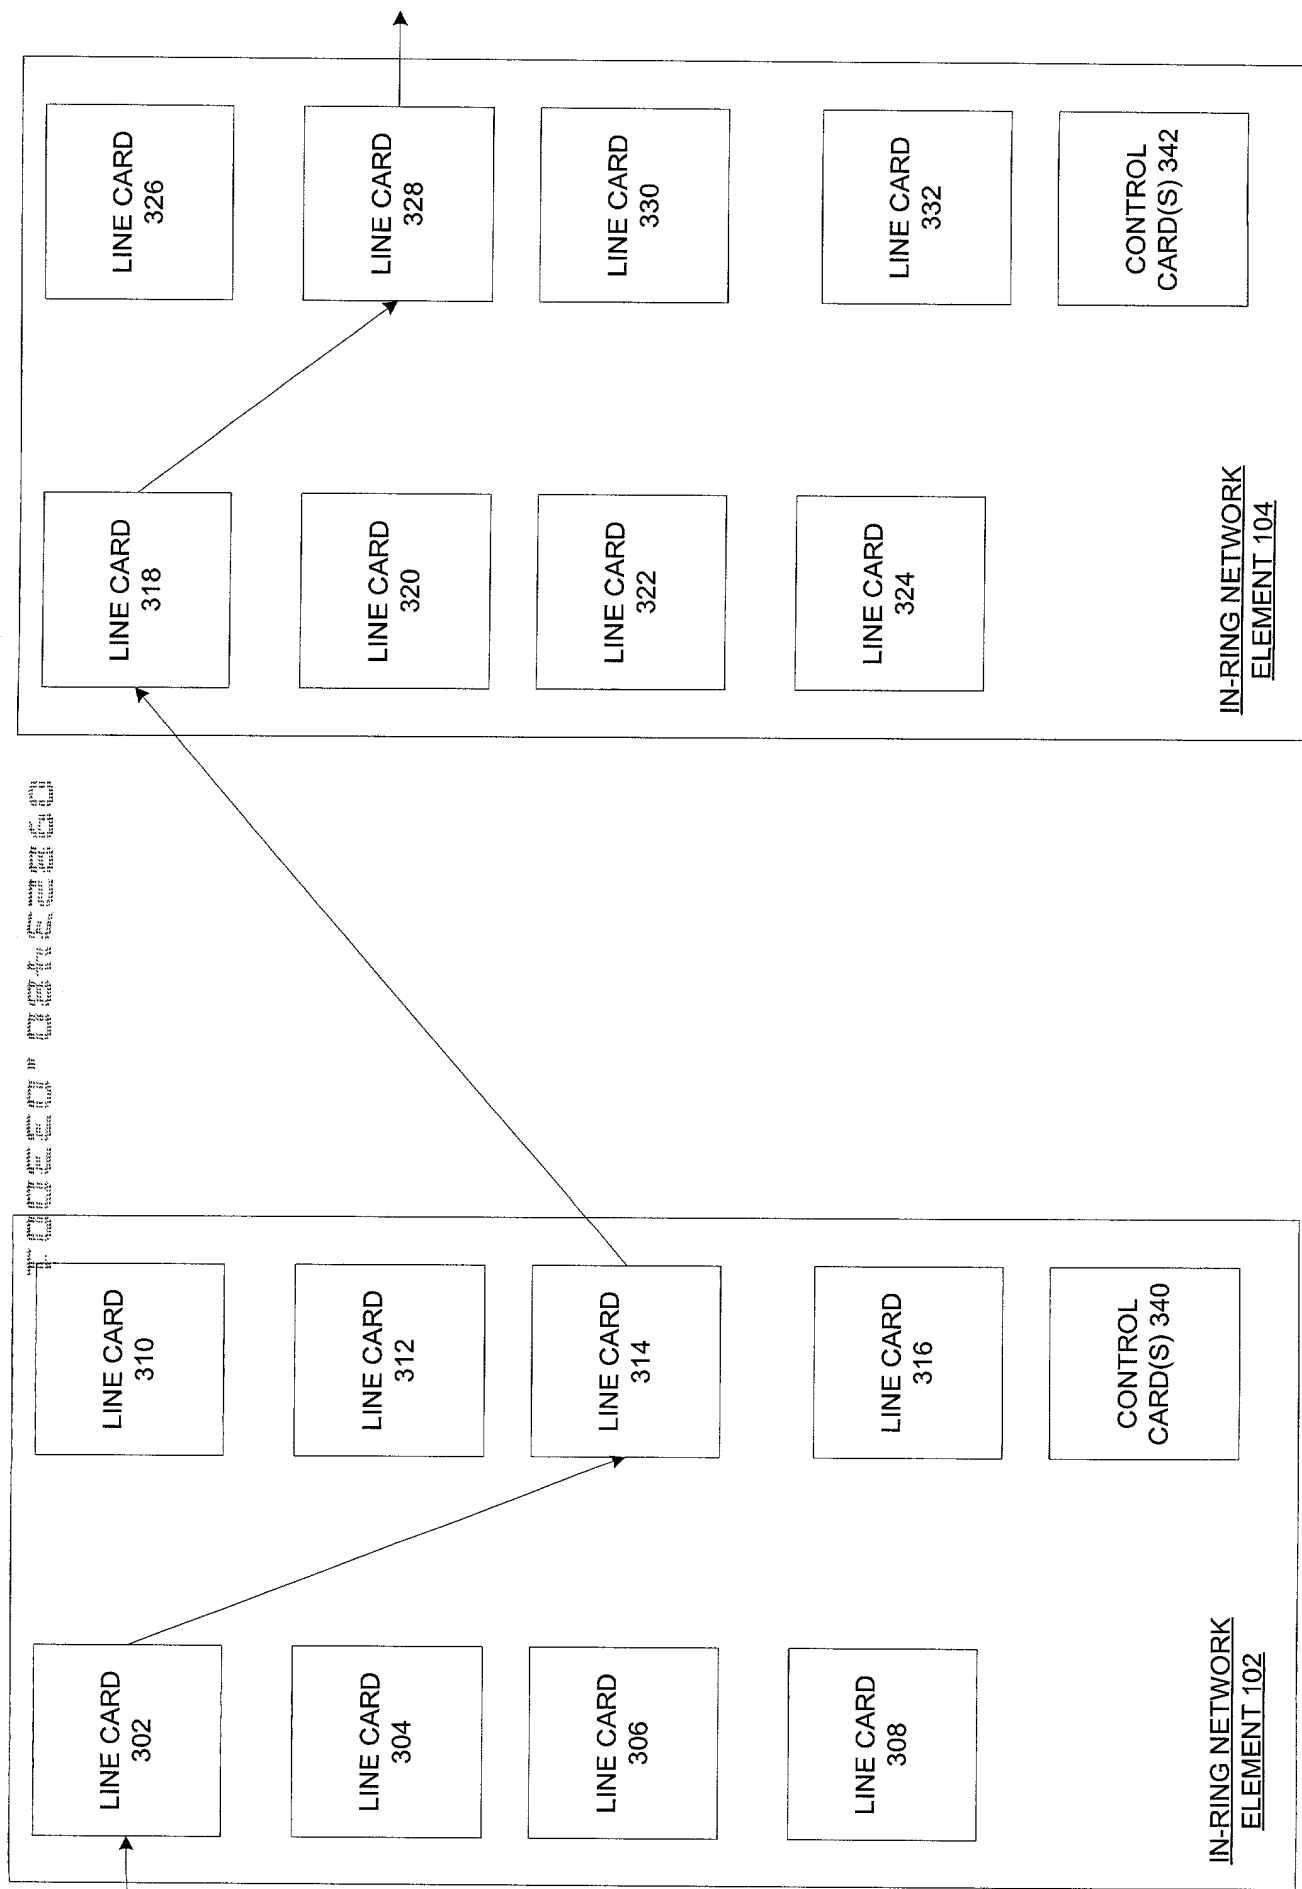 LINE CARD
302
LINE CARD
304
LINE CARD
306
LINE CARD
308
IN-RING NETWORK
ELEMENT 102
LINE CARD
310
LINE CARD
312
LINE CARD
314
LINE CARD
316
CONTROL
CARD(S) 340
LINE CARD
318
LINE CARD
320
LINE CARD
322
LINE CARD
324
IN-RING NETWORK
ELEMENT 104
LINE CARD
326
LINE CARD
328
LINE CARD
330
LINE CARD
332
CONTROL
CARD(S) 342